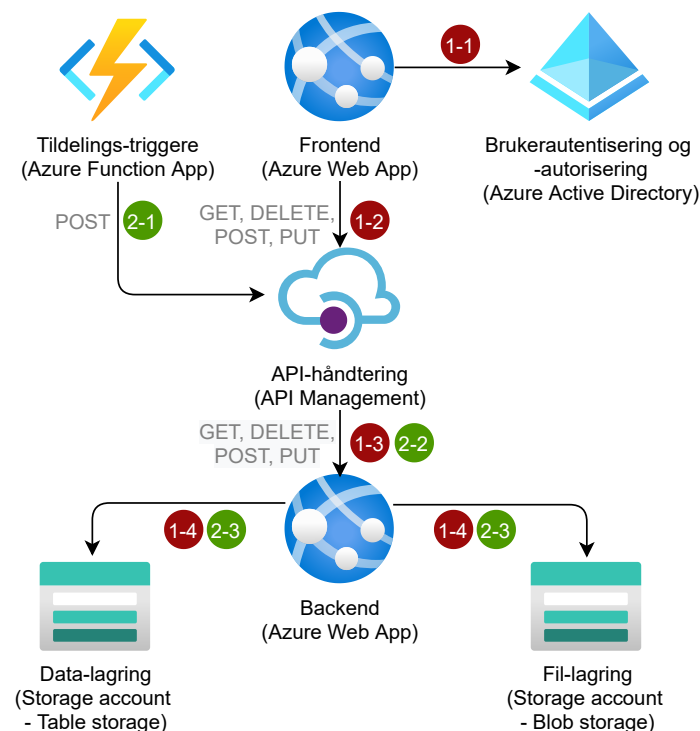 1-1
Tildelings-triggere
(Azure Function App)
Frontend
(Azure Web App)
Brukerautentisering og
-autorisering
(Azure Active Directory)
POST
2-1
GET, DELETE,
POST, PUT
1-2
API-håndtering
(API Management)
GET, DELETE,
POST, PUT
1-3 2-2
1-4 2-3
1-4 2-3
Backend
(Azure Web App)
Data-lagring
(Storage account
- Table storage)
Fil-lagring
(Storage account
- Blob storage)